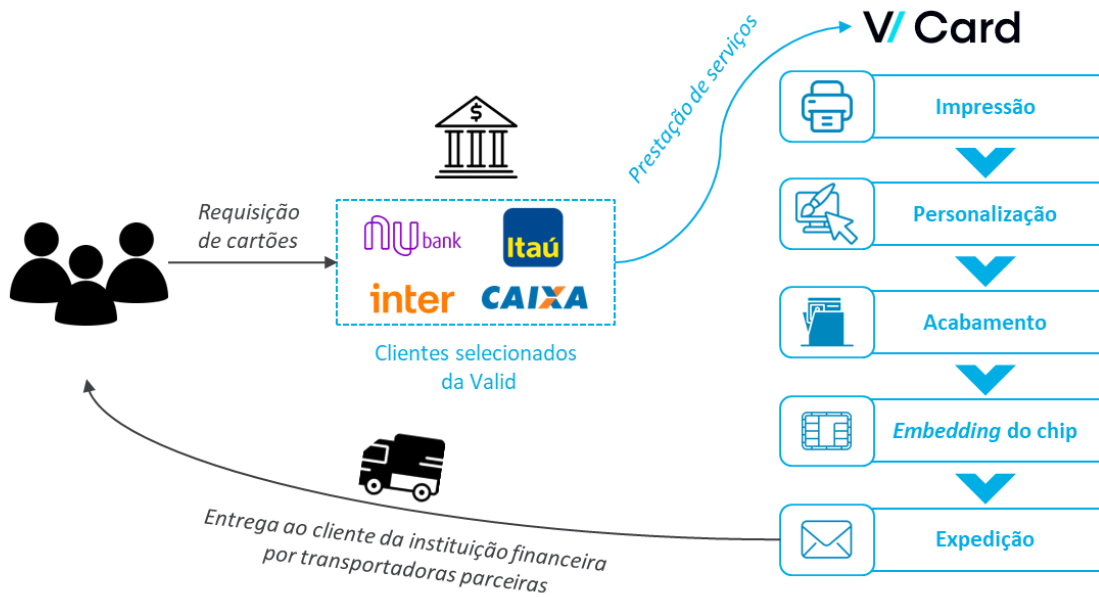 V/ Card
Prestação de serviços
Impressão
Personalização
Acabamento
Embedding do chip
Expedição
$
Requisição
de cartões
nu bank
Itaú
inter
CAIXA
Clientes selecionados
da Valid
Entrega ao cliente da instituição financeira
por transportadoras parceiras